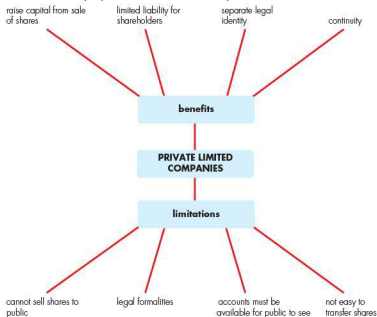 raise capital from sale
of shares
limited liability for
shareholders
separate legal
identity
continuity
benefits
PRIVATE LIMITED
COMPANIES
limitations
cannot sell shares to
public
legal formalities
accounts must be
available for public to see
not easy to
transfer shares